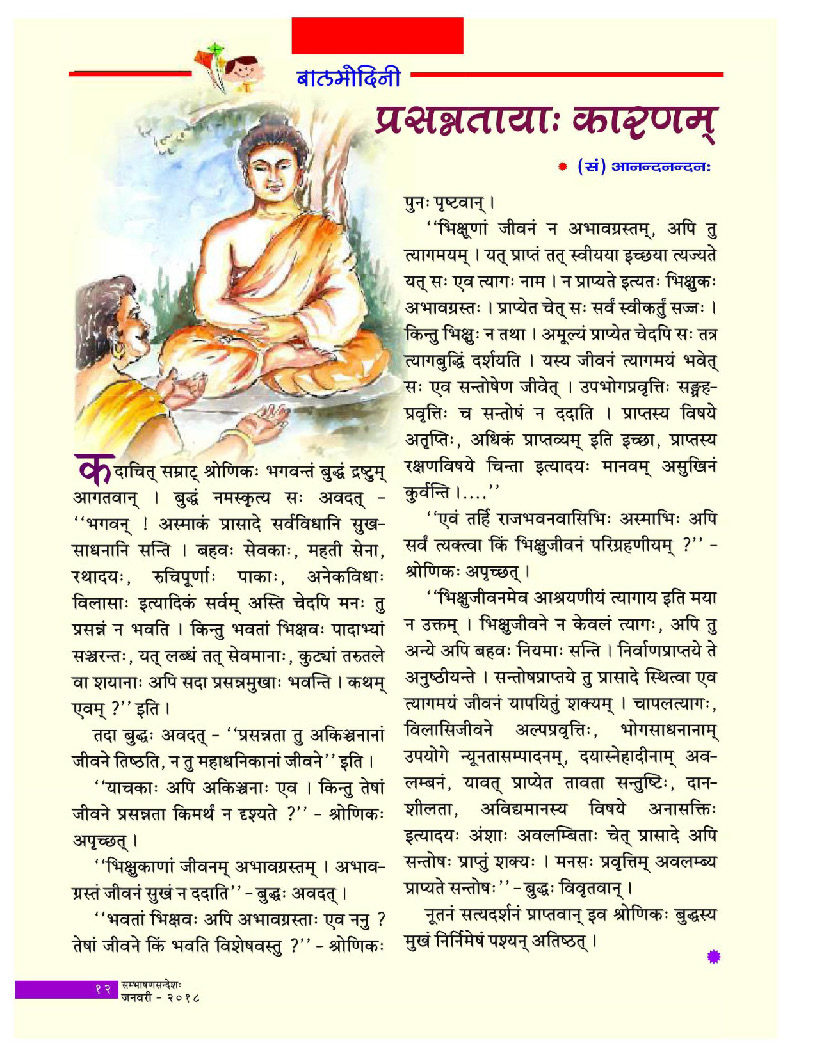 बालमोदिनी
प्रसन्नतायाः कारणम्
(सं) आनन्दनन्दनः
कदाचित् सम्राट् श्रोणिकः भगवन्तं बुद्धं द्रष्टुम्
आगतवान् । बुद्धं नमस्कृत्य सः अवदत् -
‘‘भगवन् ! अस्माकं प्रासादे सर्वविधानि सुख-
साधनानि सन्ति । बहवः सेवकाः, महती सेना,
रथादयः, रुचिपूर्णाः पाकाः, अनेकविधाः
विलासाः इत्यादिकं सर्वम् अस्ति चेदपि मनः तु
प्रसन्नं न भवति । किन्तु भवतां भिक्षवः पादाभ्यां
सञ्चरन्तः, यत् लब्धं तत् सेवमानाः, कुट्यां तरुतले
वा शयानाः अपि सदा प्रसन्नमुखाः भवन्ति । कथम्
एवम् ?’’ इति ।
तदा बुद्धः अवदत् - ‘‘प्रसन्नता तु अकिञ्चनानां
जीवने तिष्ठति, न तु महाधनिकानां जीवने’’ इति ।
‘‘याचकाः अपि अकिञ्चनाः एव । किन्तु तेषां
जीवने प्रसन्नता किमर्थं न दृश्यते ?’’ - श्रोणिकः
अपृच्छत् ।
‘‘भिक्षुकाणां जीवनम् अभावग्रस्तम् । अभाव-
ग्रस्तं जीवनं सुखं न ददाति’’ - बुद्धः अवदत् ।
‘‘भवतां भिक्षवः अपि अभावग्रस्ताः एव ननु ?
तेषां जीवने किं भवति विशेषवस्तु ?’’ - श्रोणिकः
पुनः पृष्टवान् ।
‘‘भिक्षूणां जीवनं न अभावग्रस्तम्, अपि तु
त्यागमयम् । यत् प्राप्तं तत् स्वीयया इच्छया त्यज्यते
यत् सः एव त्यागः नाम । न प्राप्यते इत्यतः भिक्षुकः
अभावग्रस्तः । प्राप्येत चेत् सः सर्वं स्वीकर्तुं सज्जः ।
किन्तु भिक्षुः न तथा । अमूल्यं प्राप्येत चेदपि सः तत्र
त्यागबुद्धिं दर्शयति । यस्य जीवनं त्यागमयं भवेत्
सः एव सन्तोषेण जीवेत् । उपभोगप्रवृत्तिः सङ्ग्रह-
प्रवृत्तिः च सन्तोषं न ददाति । प्राप्तस्य विषये
अतृप्तिः, अधिकं प्राप्तव्यम् इति इच्छा, प्राप्तस्य
रक्षणविषये चिन्ता इत्यादयः मानवम् असुखिनं
कुर्वन्ति ।....’’
‘‘एवं तर्हि राजभवनवासिभिः अस्माभिः अपि
सर्वं त्यक्त्वा किं भिक्षुजीवनं परिग्रहणीयम् ?’’ -
श्रोणिकः अपृच्छत् ।
‘‘भिक्षुजीवनमेव आश्रयणीयं त्यागाय इति मया
न उक्तम् । भिक्षुजीवने न केवलं त्यागः, अपि तु
अन्ये अपि बहवः नियमाः सन्ति । निर्वाणप्राप्तये ते
अनुष्ठीयन्ते । सन्तोषप्राप्तये तु प्रासादे स्थित्वा एव
त्यागमयं जीवनं यापयितुं शक्यम् । चापलत्यागः,
विलासिजीवने अल्पप्रवृत्तिः, भोगसाधनानाम्
उपयोगे न्यूनतासम्पादनम्, दयास्नेहादीनाम् अव-
लम्बनं, यावत् प्राप्येत तावता सन्तुष्टिः, दान-
शीलता, अविद्यमानस्य विषये अनासक्तिः
इत्यादयः अंशाः अवलम्बिताः चेत् प्रासादे अपि
सन्तोषः प्राप्तुं शक्यः । मनसः प्रवृत्तिम् अवलम्ब्य
प्राप्यते सन्तोषः’’ - बुद्धः विवृतवान् ।
नूतनं सत्यदर्शनं प्राप्तवान् इव श्रोणिकः बुद्धस्य
मुखं निर्निमेषं पश्यन् अतिष्ठत् ।
१२ सम्भाषणसन्देशः
जनवरी - २०१८